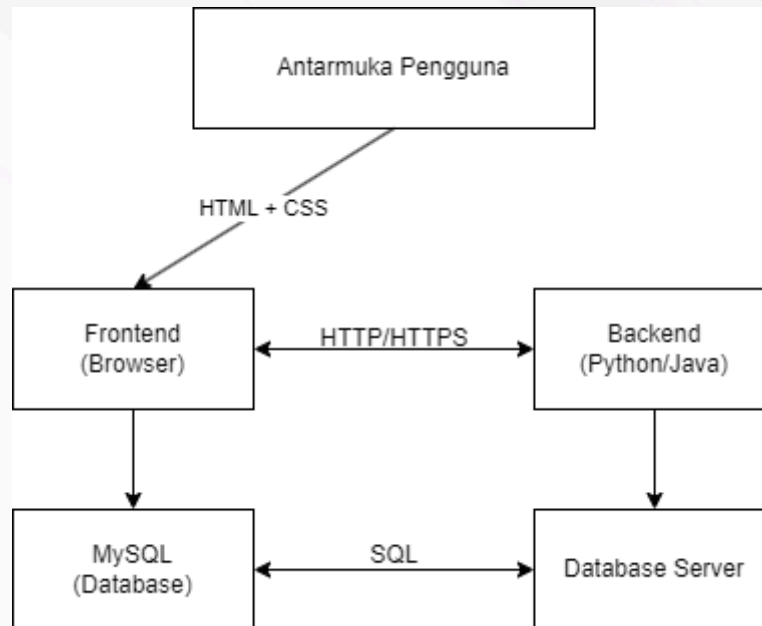 Antarmuka Pengguna
HTML + CSS
Frontend
(Browser)
HTTP/HTTPS
Backend
(Python/Java)
MySQL
(Database)
SQL
Database Server